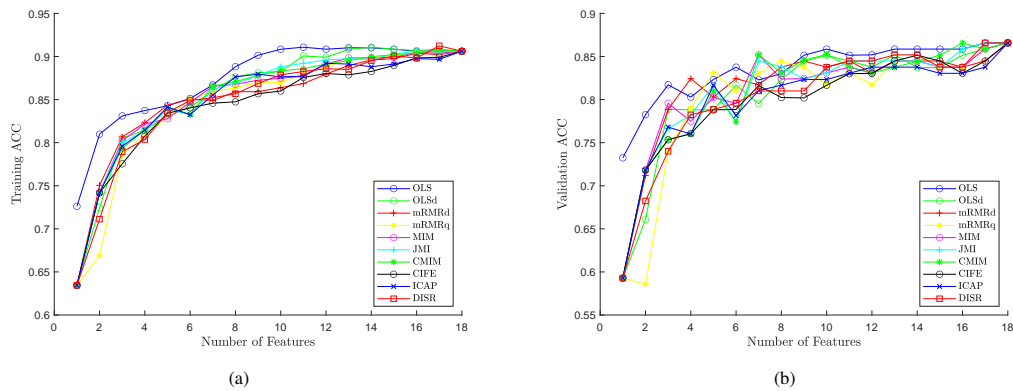 0.95
0.9
0.85
0.8
0.75
0.7
0.65
0.6
Training ACC
0 2 4 6 8 10 12 14 16 18
Number of Features
OLS
OLSd
mRMRd
mRMRq
MIM
JMI
CMIM
CIFE
ICAP
DISR
(a)
0.9
0.85
0.8
0.75
0.7
0.65
0.6
0.55
Validation ACC
0 2 4 6 8 10 12 14 16 18
Number of Features
OLS
OLSd
mRMRd
mRMRq
MIM
JMI
CMIM
CIFE
ICAP
DISR
(b)